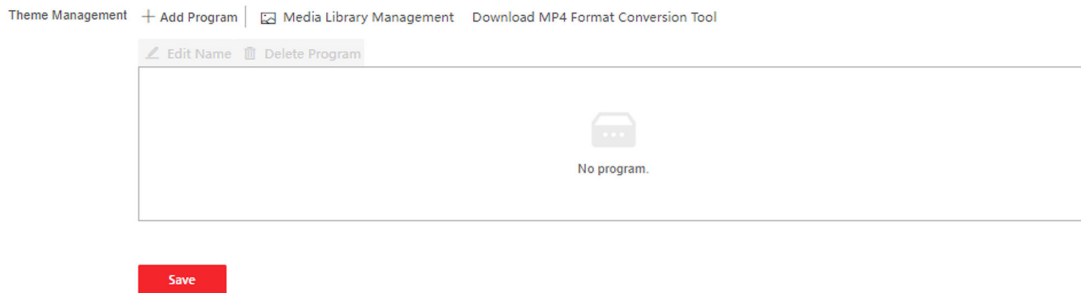 Theme Management + Add Program Media Library Management Download MP4 Format Conversion Tool
Edit Name Delete Program
No program.
Save